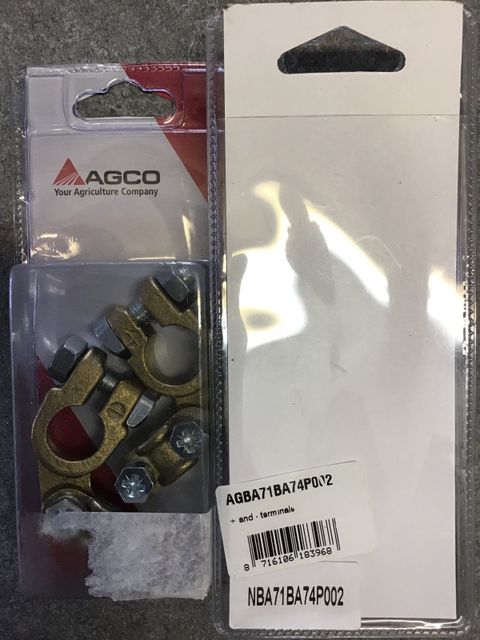 AGCO
Your Agriculture Company
AGBA71BA74P002
+ and - terminals
8 716106 183968
NBA71BA74P002